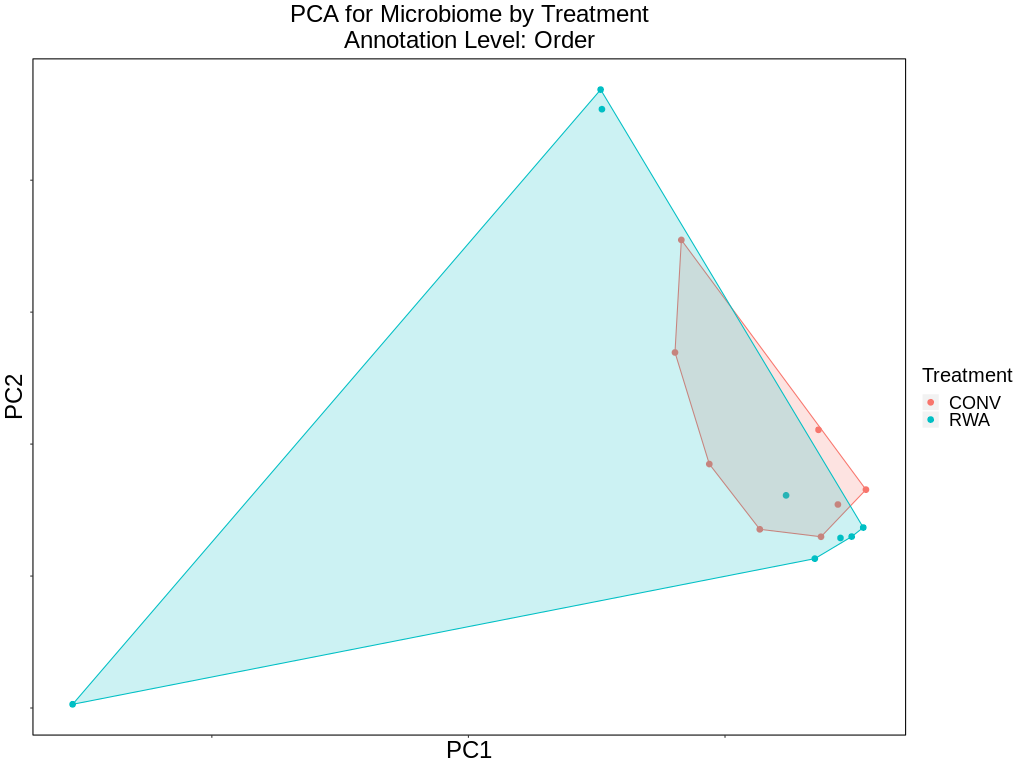 PCA for Microbiome by Treatment
Annotation Level: Order
PC2
PC1
Treatment
CONV
RWA